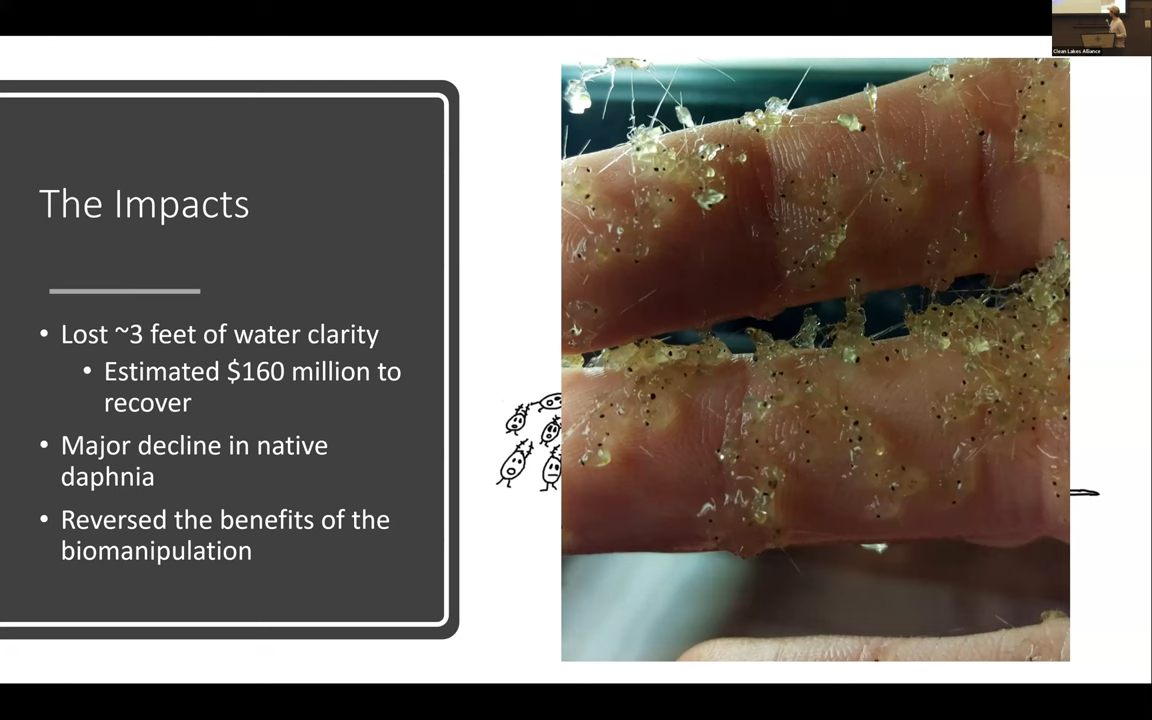 Clean Lakes Alliance
The Impacts
• Lost ~3 feet of water clarity
• Estimated $160 million to
recover
• Major decline in native
daphnia
• Reversed the benefits of the
biomanipulation